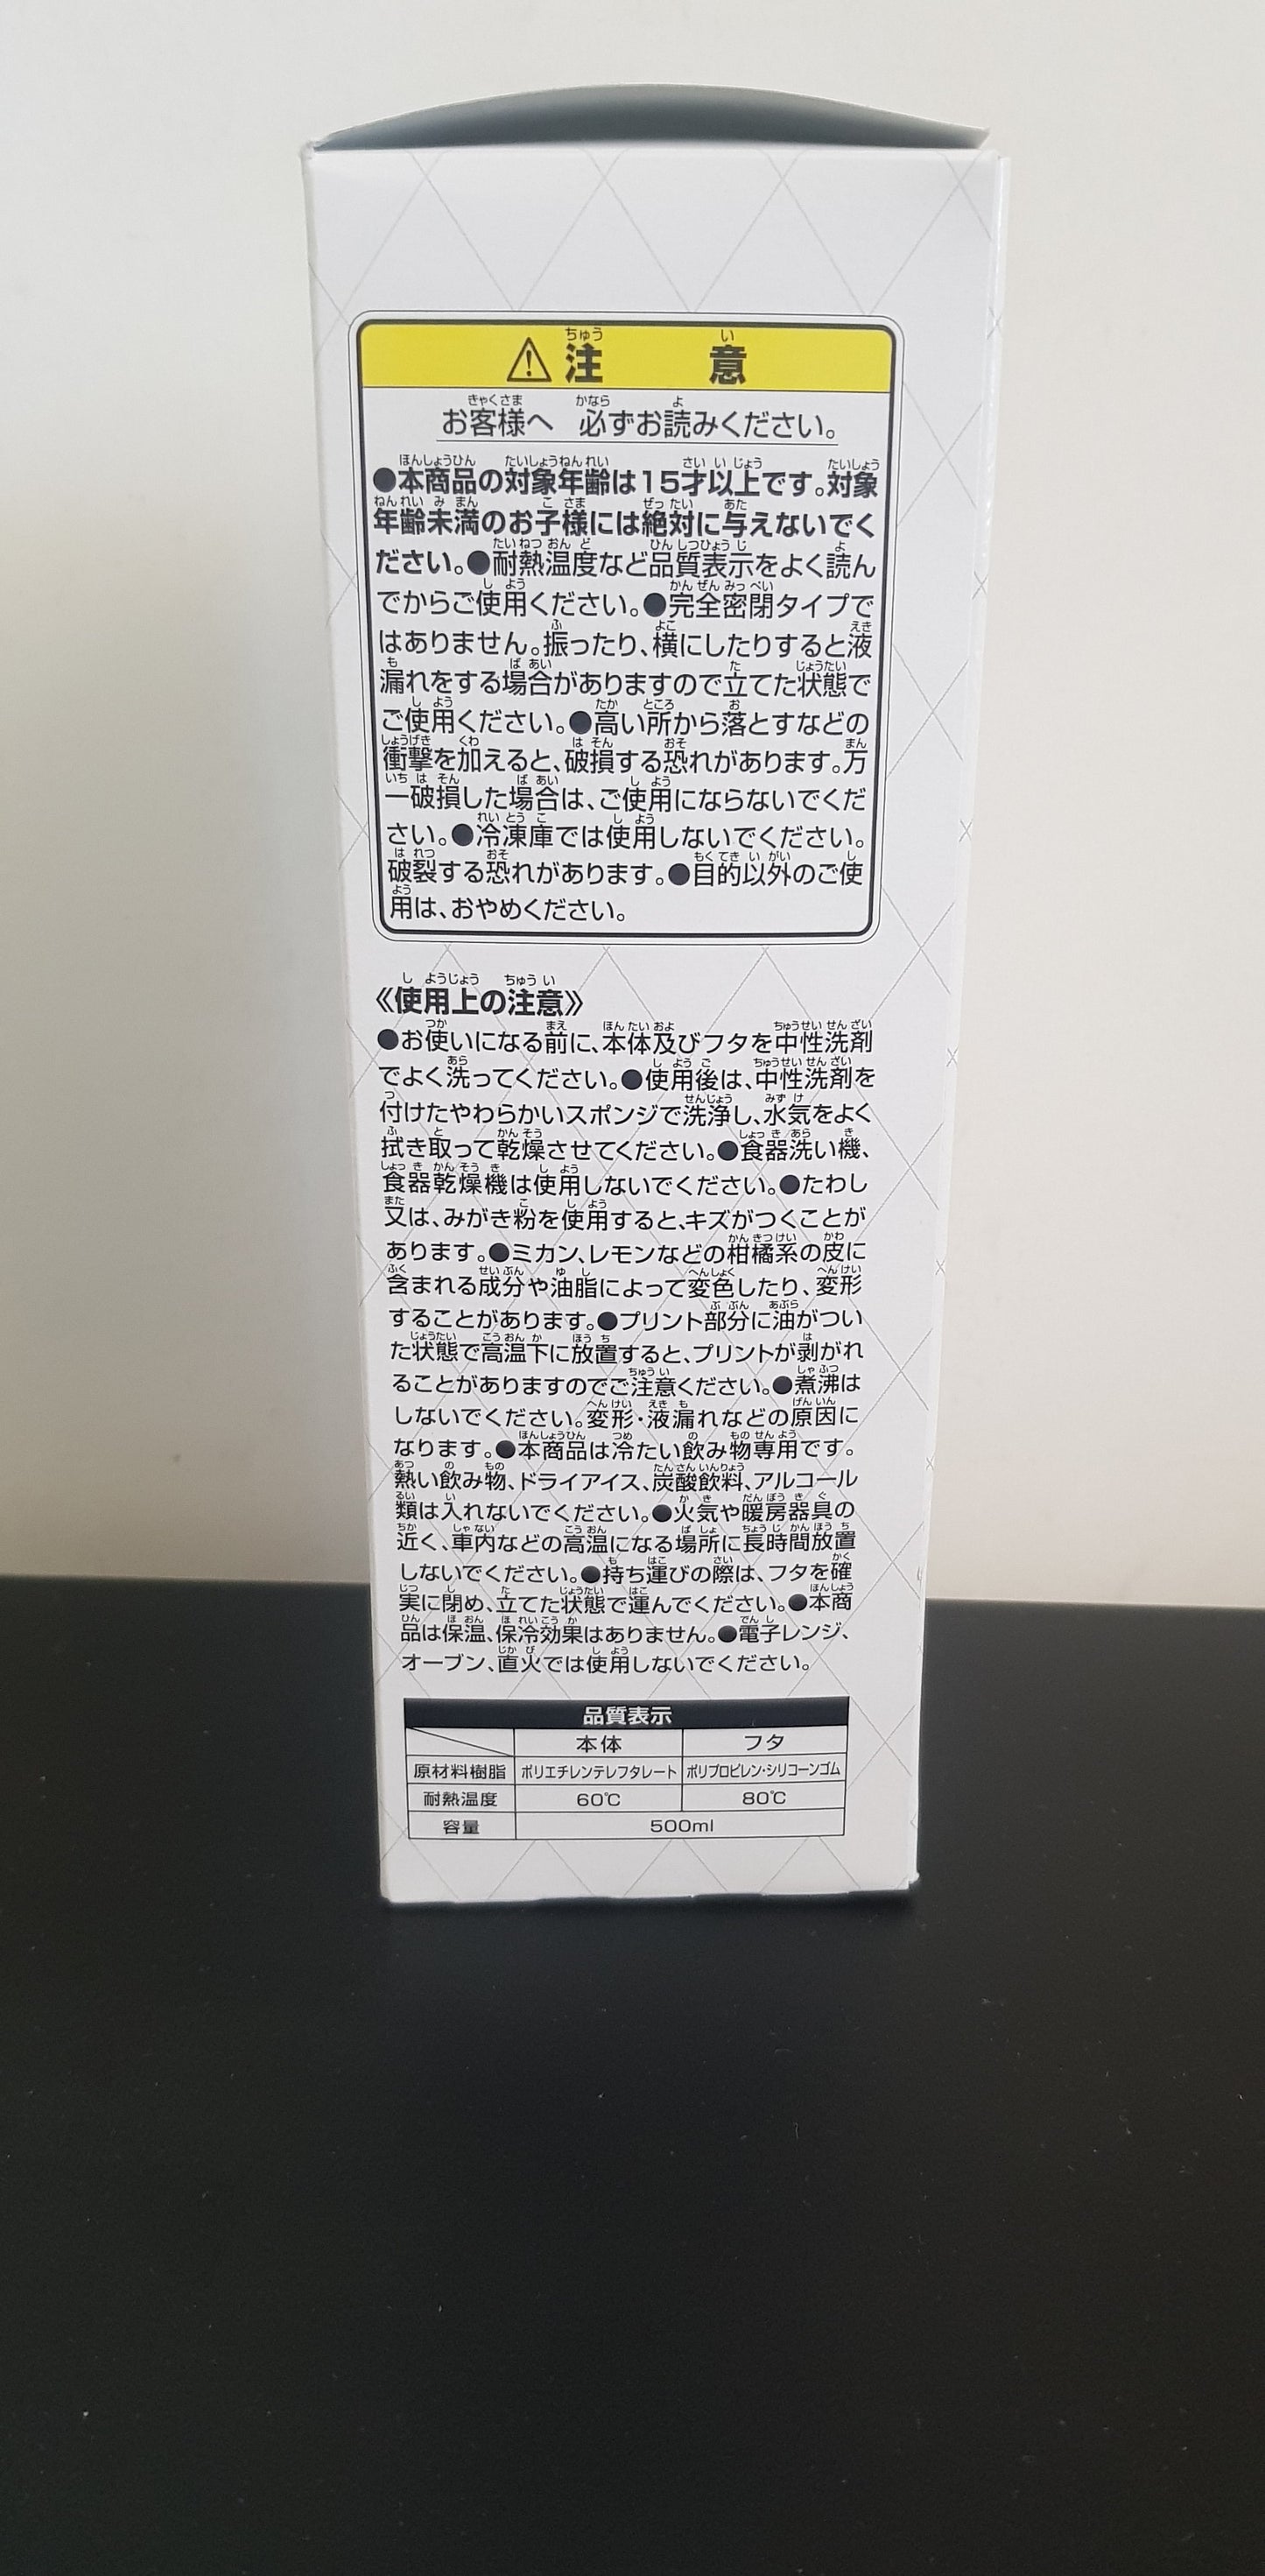 ⚠注意
お客様へ 必ずお読みください。
●本商品の対象年齢は15才以上です。対象
年齢未満のお子様には絶対に与えないでく
ださい。●耐熱温度など品質表示をよく読ん
でからご使用ください。●完全密閉タイプで
はありません。振ったり、横にしたりすると液
漏れをする場合がありますので立てた状態で
ご使用ください。●高い所から落とすなどの
衝撃を加えると、破損する恐れがあります。万
一破損した場合は、ご使用にならないでくだ
さい。●冷凍庫では使用しないでください。
破裂する恐れがあります。●目的以外のご使
用は、おやめください。
《使用上の注意》
●お使いになる前に、本体及びフタを中性洗剤
でよく洗ってください。●使用後は、中性洗剤を
付けたやわらかいスポンジで洗浄し、水気をよく
拭き取って乾燥させてください。●食器洗い機、
食器乾燥機は使用しないでください。●たわし
又は、みがき粉を使用すると、キズがつくことが
あります。●ミカン、レモンなどの柑橘系の皮に
含まれる成分や油脂によって変色したり、変形
することがあります。●プリント部分に油がつい
た状態で高温下に放置すると、プリントが剥がれ
ることがありますのでご注意ください。●煮沸は
しないでください。変形・液漏れなどの原因に
なります。●本商品は冷たい飲み物専用です。
熱い飲み物、ドライアイス、炭酸飲料、アルコール
類は入れないでください。●火気や暖房器具の
近く、車内などの高温になる場所に長時間放置
しないでください。●持ち運びの際は、フタを確
実に閉め、立てた状態で運んでください。●本商
品は保温、保冷効果はありません。●電子レンジ、
オーブン、直火では使用しないでください。
品質表示
本体 フタ
原材料樹脂 ポリエチレンテレフタレート ポリプロピレン・シリコーンゴム
耐熱温度 60℃ 80℃
容量 500ml